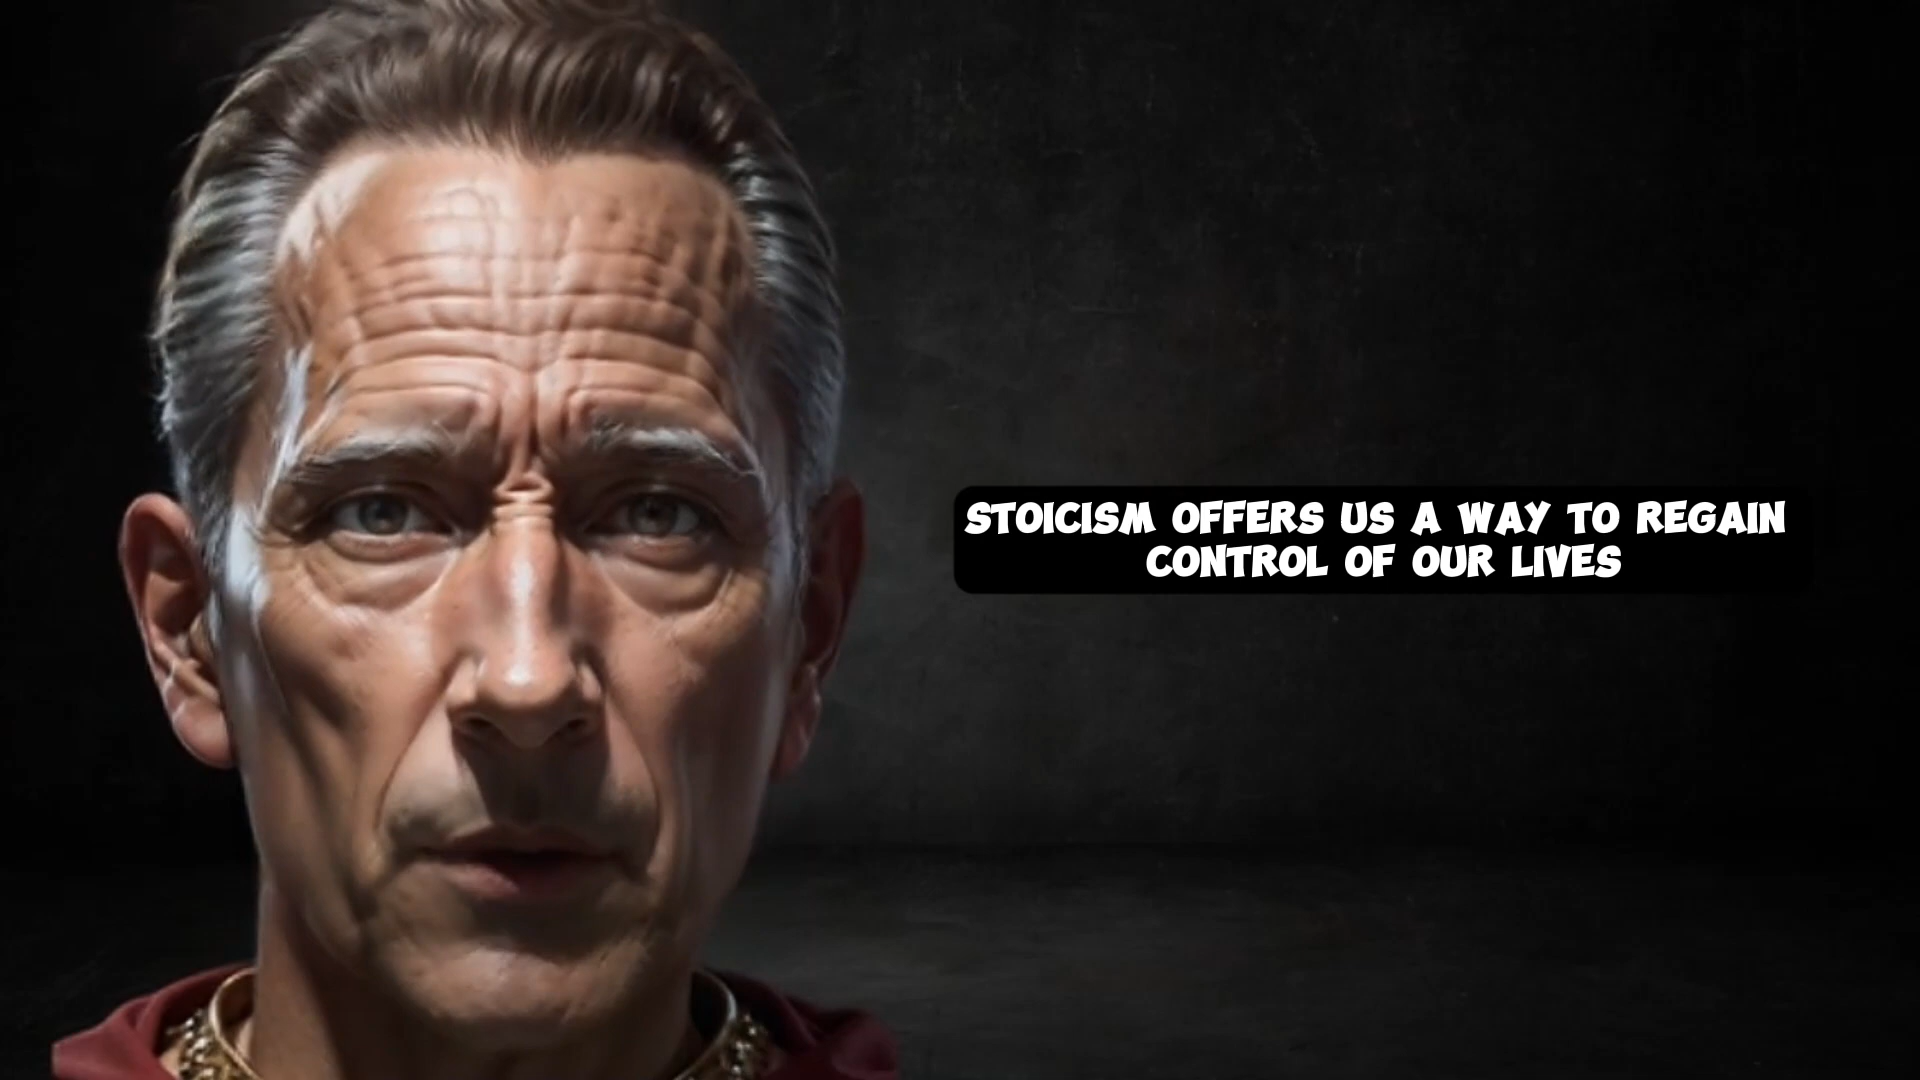 STOICISM OFFERS US A WAY TO REGAIN
CONTROL OF OUR LIVES